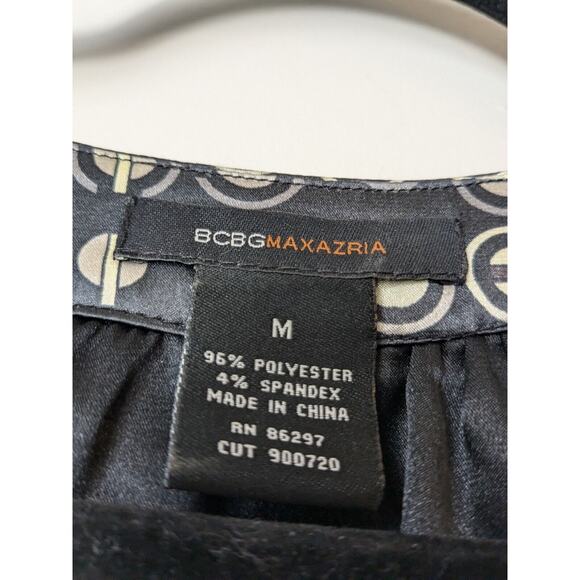 BCBGMAXAZRIA
M
96% POLYESTER
4% SPANDEX
MADE IN CHINA
RN 86297
CUT 900720